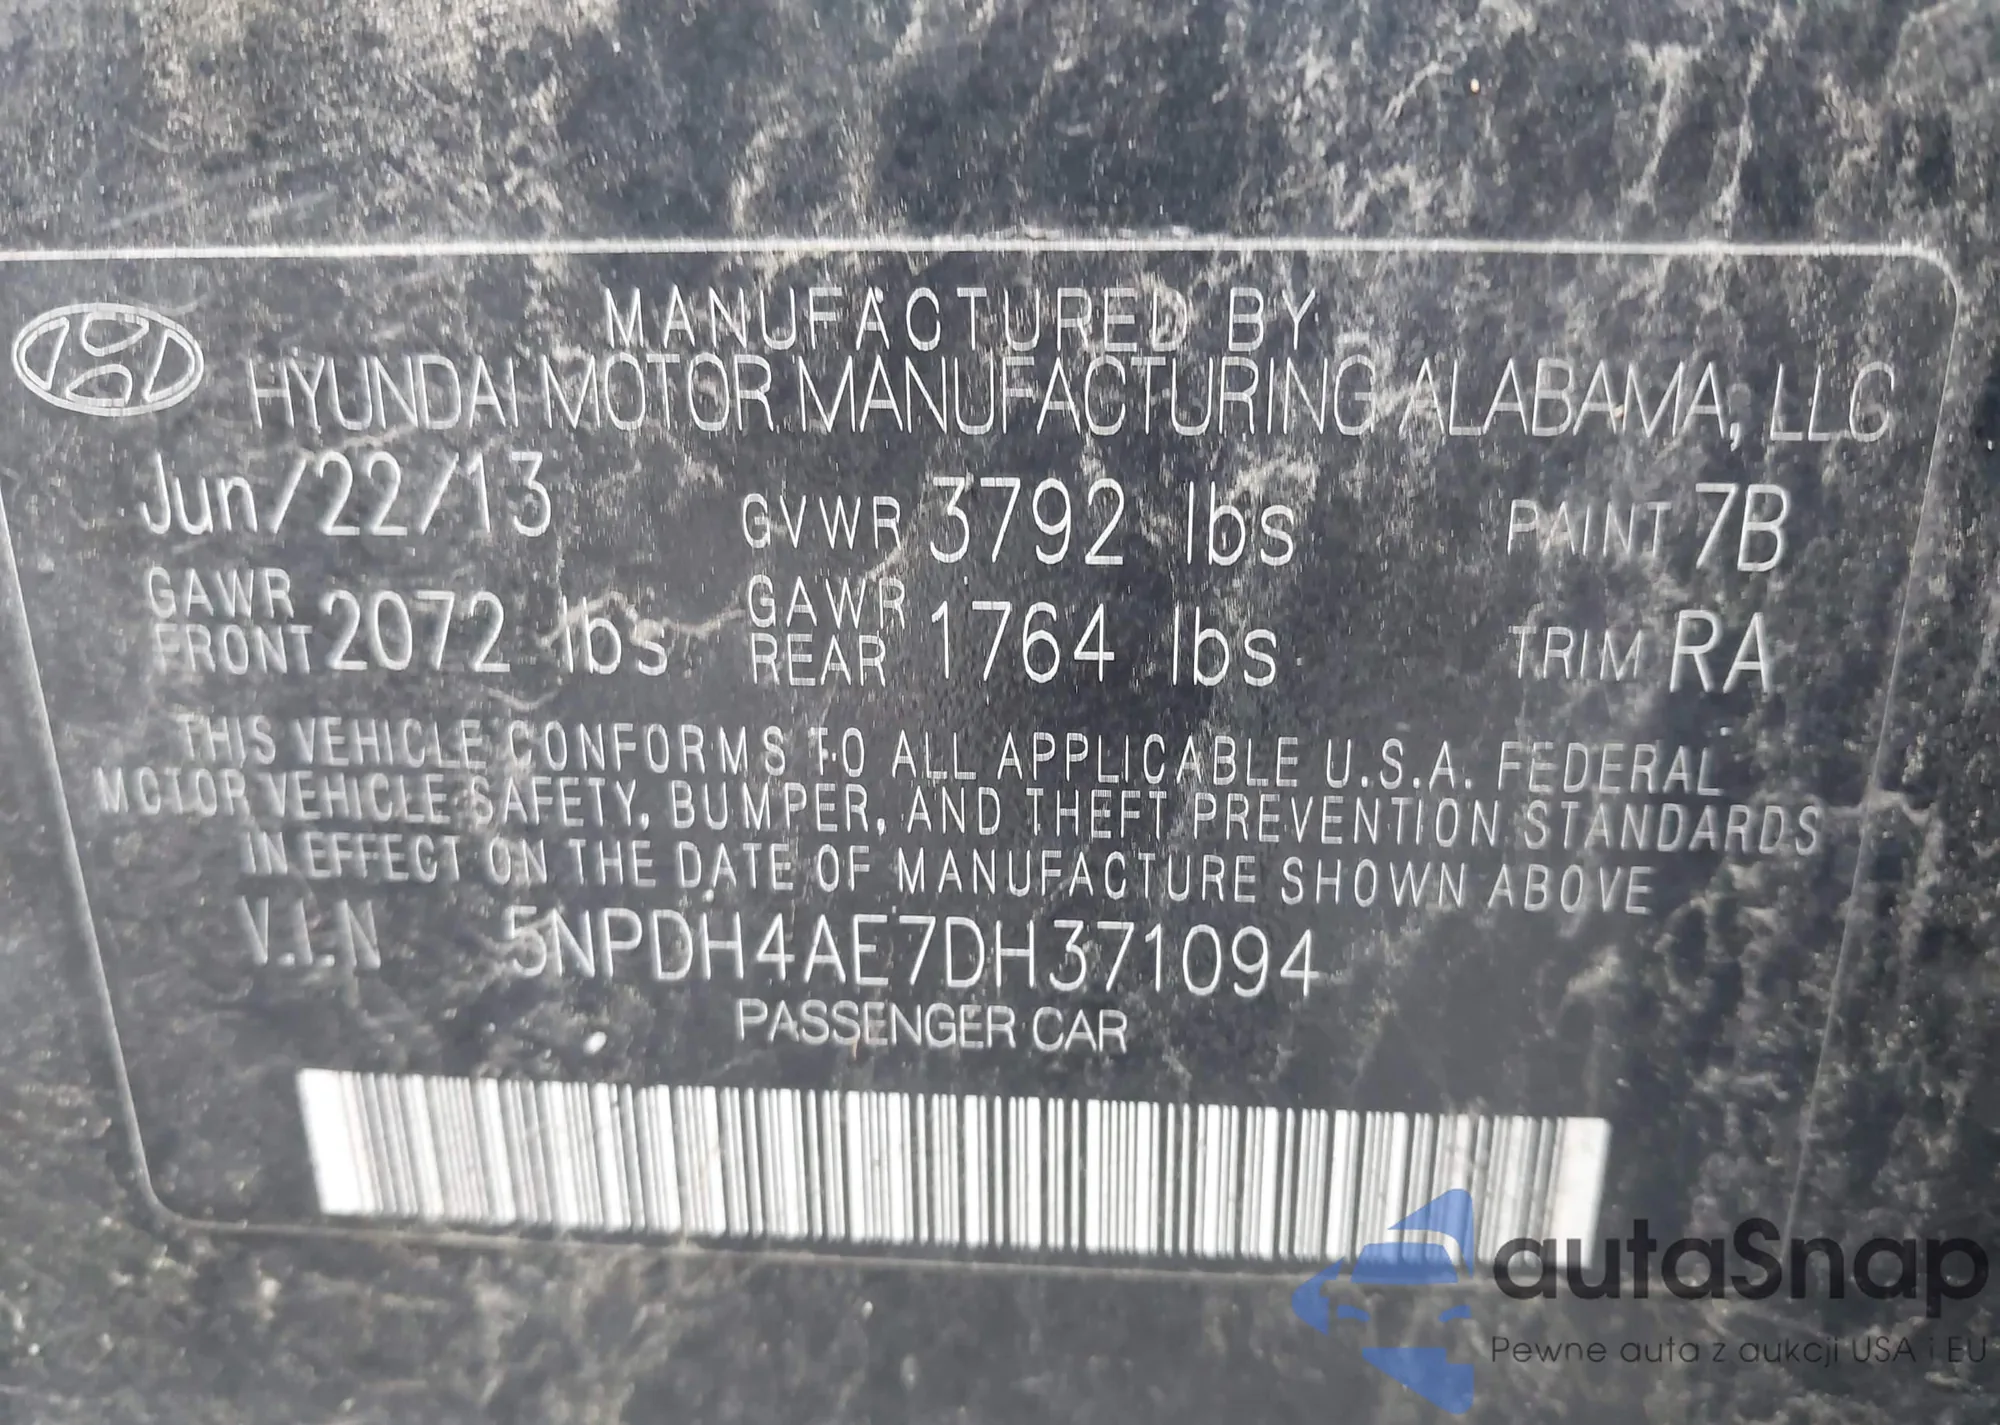 MANUFACTURED BY
HYUNDAI MOTOR MANUFACTURING ALABAMA, LLC
Jun/22/13 GVWR 3792 lbs PAINT 7B
GAWR FRONT 2072 lbs GAWR REAR 1764 lbs TRIM RA
THIS VEHICLE CONFORMS TO ALL APPLICABLE U.S.A. FEDERAL
MOTOR VEHICLE SAFETY, BUMPER, AND THEFT PREVENTION STANDARDS
IN EFFECT ON THE DATE OF MANUFACTURE SHOWN ABOVE
V.I.N 5NPDH4AE7DH371094
PASSENGER CAR
autaSnap
Pewne auta z aukcji USA i EU